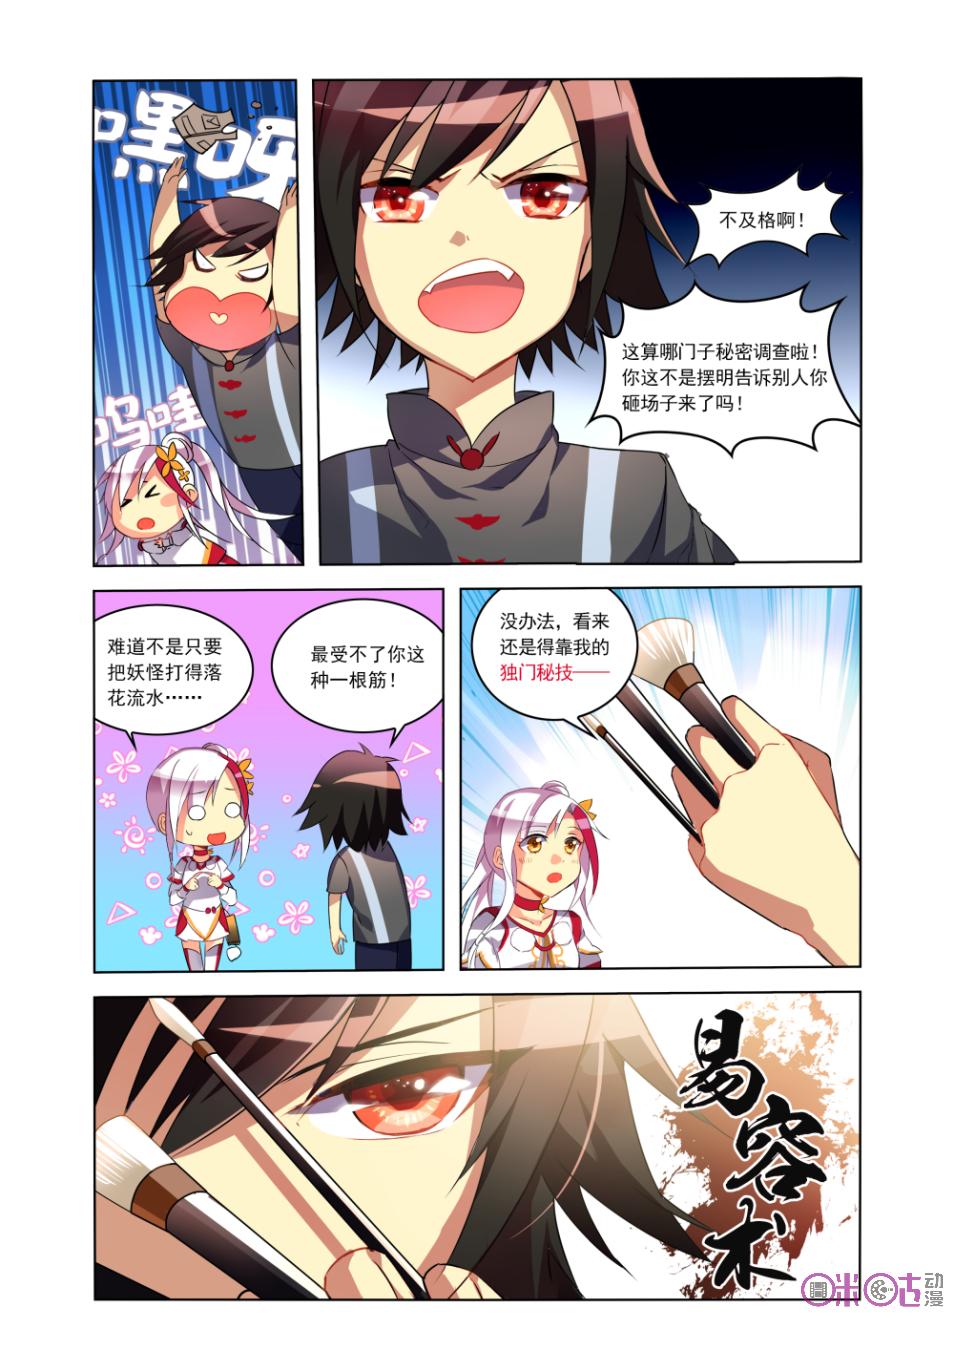 嘿呀
呜哇
不及格啊！
这算哪门子秘密调查啦！
你这不是摆明告诉别人你
砸场子来了吗！
难道不是只要
把妖怪打得落
花流水……
最受不了你这
种一根筋！
没办法，看来
还是得靠我的
独门秘技——
易容术
咪咕动漫